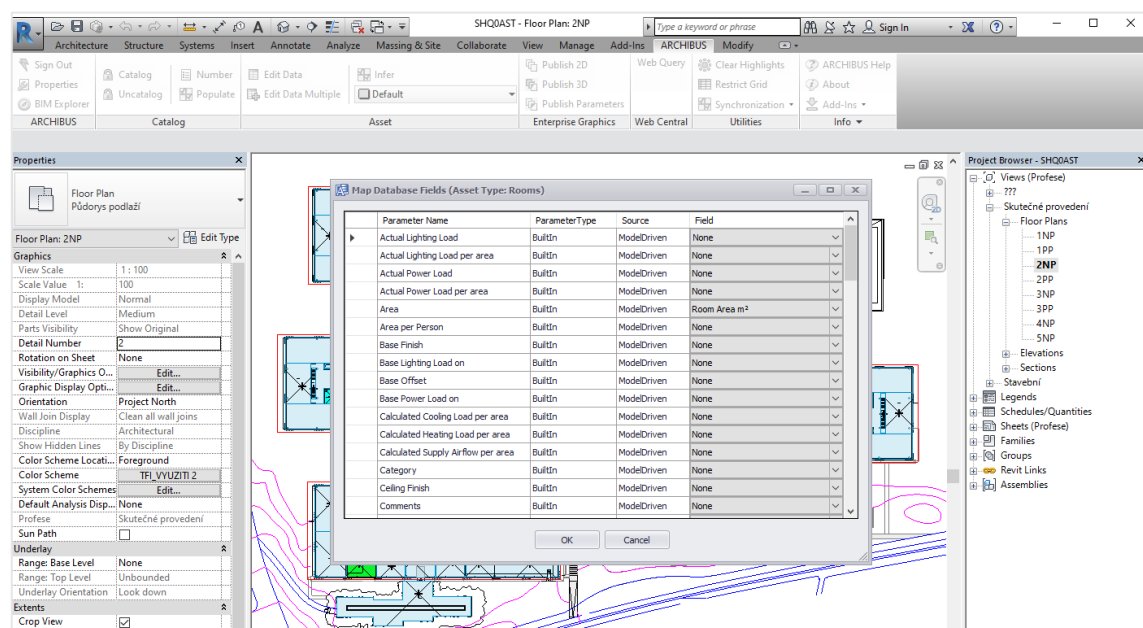 SHQ0AST - Floor Plan: 2NP
Type a keyword or phrase
Sign In
Architecture Structure Systems Insert Annotate Analyze Massing & Site Collaborate View Manage Add-Ins ARCHIBUS Modify
Sign Out
Properties
BIM Explorer
ARCHIBUS
Catalog
Uncatalog
Number
Populate
Catalog
Edit Data
Edit Data Multiple
Infer
Default
Asset
Publish 2D
Publish 3D
Publish Parameters
Enterprise Graphics
Web Query
Web Central
Clear Highlights
Restrict Grid
Synchronization
Utilities
ARCHIBUS Help
About
Add-Ins
Info
Properties
Floor Plan
Půdorys podlaží
Floor Plan: 2NP
Edit Type
Graphics
View Scale 1 : 100
Scale Value 1: 100
Display Model Normal
Detail Level Medium
Parts Visibility Show Original
Detail Number 2
Rotation on Sheet None
Visibility/Graphics O... Edit...
Graphic Display Opti... Edit...
Orientation Project North
Wall Join Display Clean all wall joins
Discipline Architectural
Show Hidden Lines By Discipline
Color Scheme Locati... Foreground
Color Scheme TFI_VYUZITI 2
System Color Schemes Edit...
Default Analysis Disp... None
Profese Skutečné provedení
Sun Path
Underlay
Range: Base Level None
Range: Top Level Unbounded
Underlay Orientation Look down
Extents
Crop View
Map Database Fields (Asset Type: Rooms)
Parameter Name ParameterType Source Field
Actual Lighting Load BuiltIn ModelDriven None
Actual Lighting Load per area BuiltIn ModelDriven None
Actual Power Load BuiltIn ModelDriven None
Actual Power Load per area BuiltIn ModelDriven None
Area BuiltIn ModelDriven Room Area m²
Area per Person BuiltIn ModelDriven None
Base Finish BuiltIn ModelDriven None
Base Lighting Load on BuiltIn ModelDriven None
Base Offset BuiltIn ModelDriven None
Base Power Load on BuiltIn ModelDriven None
Calculated Cooling Load per area BuiltIn ModelDriven None
Calculated Heating Load per area BuiltIn ModelDriven None
Calculated Supply Airflow per area BuiltIn ModelDriven None
Category BuiltIn ModelDriven None
Ceiling Finish BuiltIn ModelDriven None
Comments BuiltIn ModelDriven None
OK Cancel
Project Browser - SHQ0AST
Views (Profese)
???
Skutečné provedení
Floor Plans
1NP
1PP
2NP
2PP
3NP
3PP
4NP
5NP
Elevations
Sections
Stavební
Legends
Schedules/Quantities
Sheets (Profese)
Families
Groups
Revit Links
Assemblies